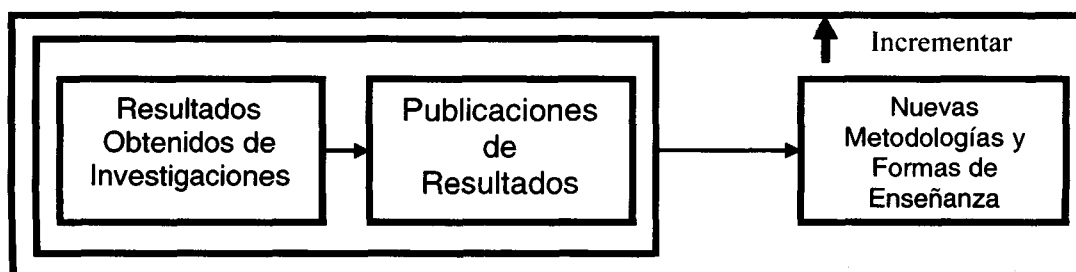 Incrementar
Resultados
Obtenidos de
Investigaciones
Publicaciones
de
Resultados
Nuevas
Metodologías y
Formas de
Enseñanza